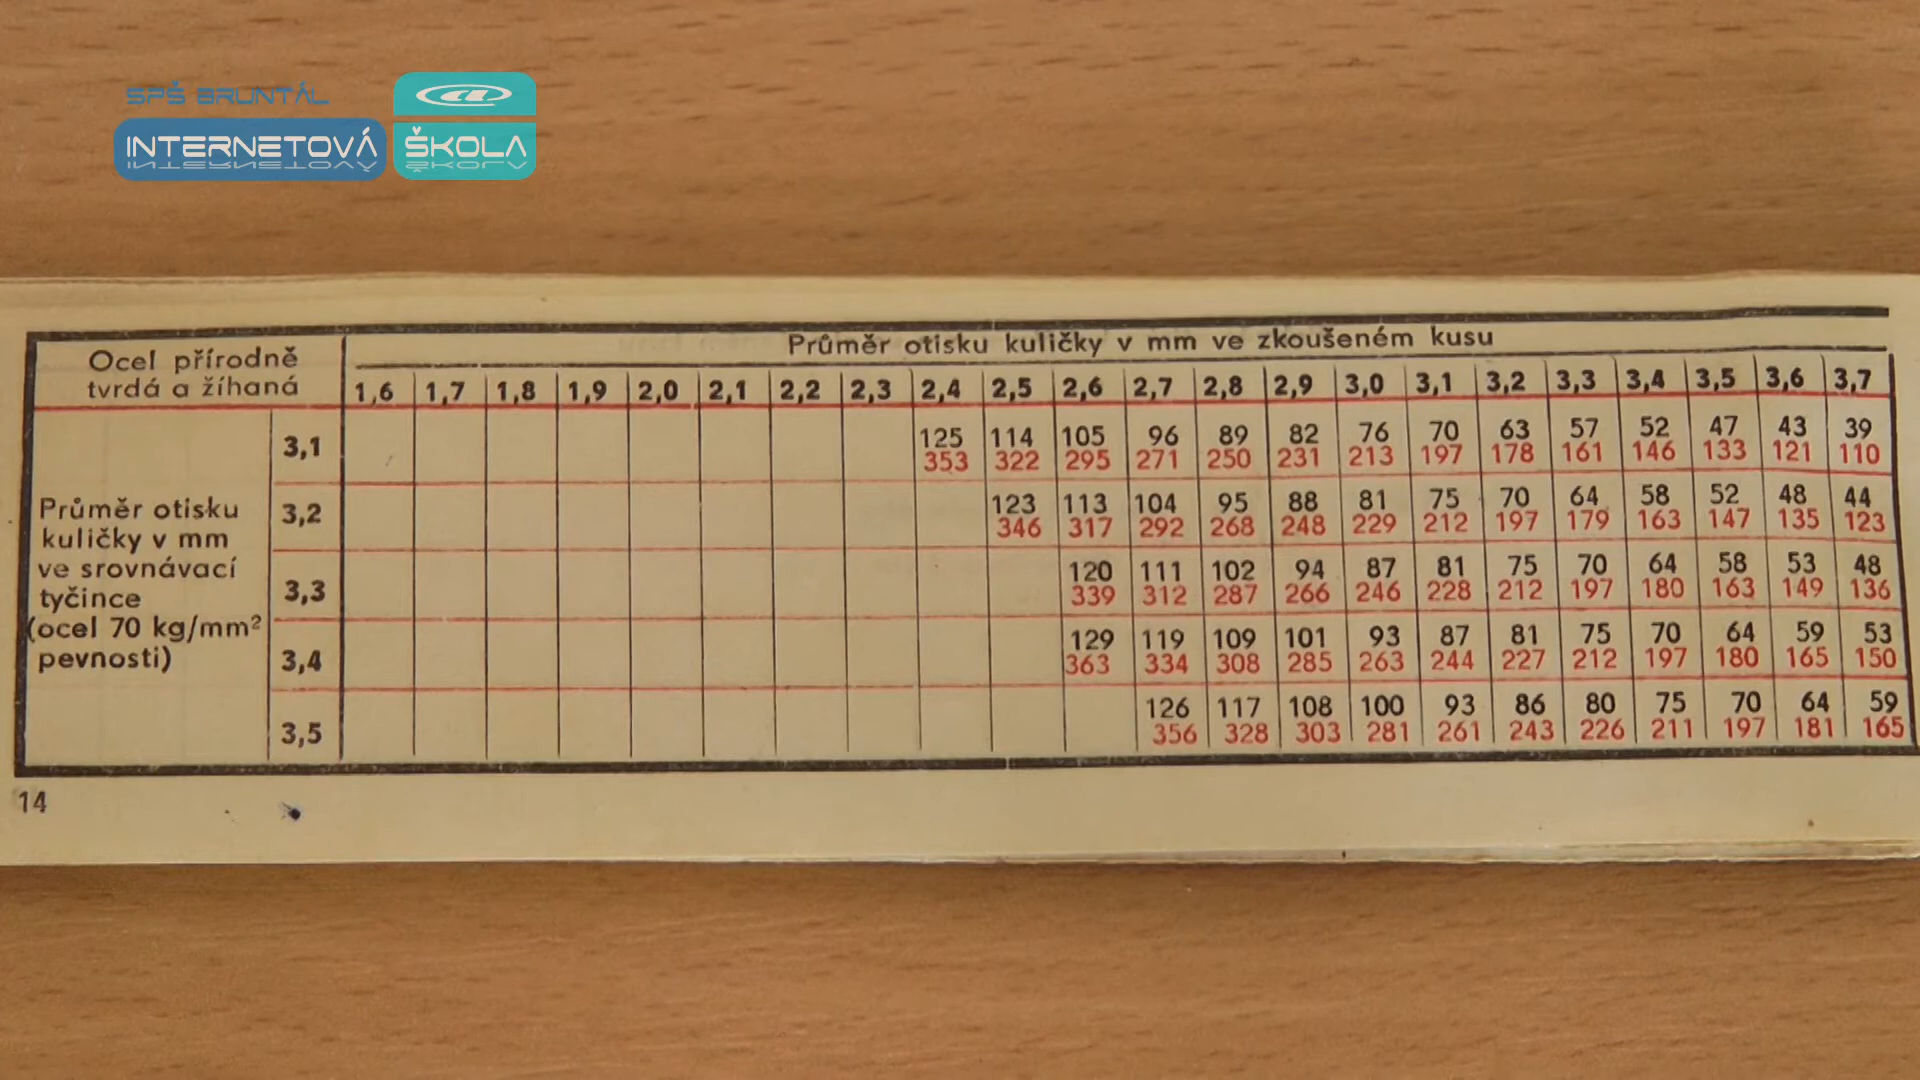 SPŠ BRUNTÁL
INTERNETOVÁ ŠKOLA
Ocel přírodně
tvrdá a žíhaná
Průměr otisku kuličky v mm ve zkoušeném kusu
1,6 1,7 1,8 1,9 2,0 2,1 2,2 2,3 2,4 2,5 2,6 2,7 2,8 2,9 3,0 3,1 3,2 3,3 3,4 3,5 3,6 3,7
Průměr otisku
kuličky v mm
ve srovnávací
tyčince
(ocel 70 kg/mm²
pevnosti)
3,1
125 114 105 96 89 82 76 70 63 57 52 47 43 39
353 322 295 271 250 231 213 197 178 161 146 133 121 110
3,2
123 113 104 95 88 81 75 70 64 58 52 48 44
346 317 292 268 248 229 212 197 179 163 147 135 123
3,3
120 111 102 94 87 81 75 70 64 58 53 48
339 312 287 266 246 228 212 197 180 163 149 136
3,4
129 119 109 101 93 87 81 75 70 64 59 53
363 334 308 285 263 244 227 212 197 180 165 150
3,5
126 117 108 100 93 86 80 75 70 64 59
356 328 303 281 261 243 226 211 197 181 165
14